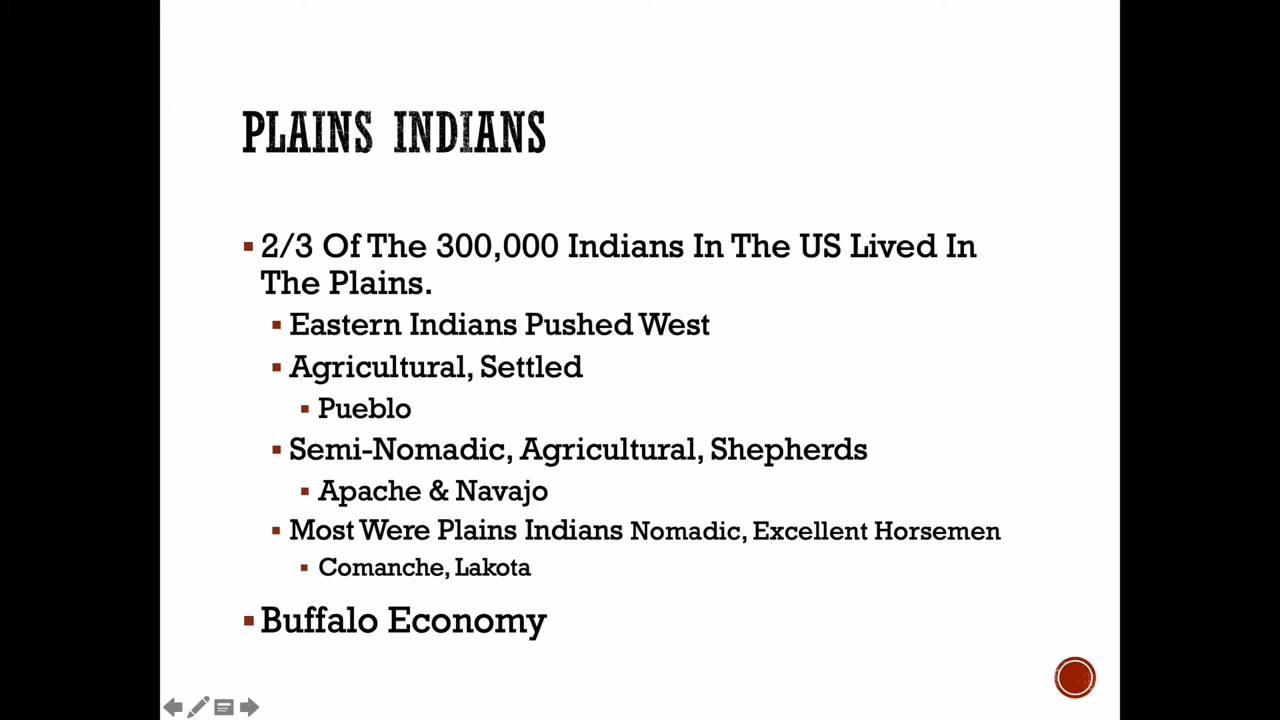 PLAINS INDIANS
2/3 Of The 300,000 Indians In The US Lived In
The Plains.
Eastern Indians Pushed West
Agricultural, Settled
Pueblo
Semi-Nomadic, Agricultural, Shepherds
Apache & Navajo
Most Were Plains Indians Nomadic, Excellent Horsemen
Comanche, Lakota
Buffalo Economy